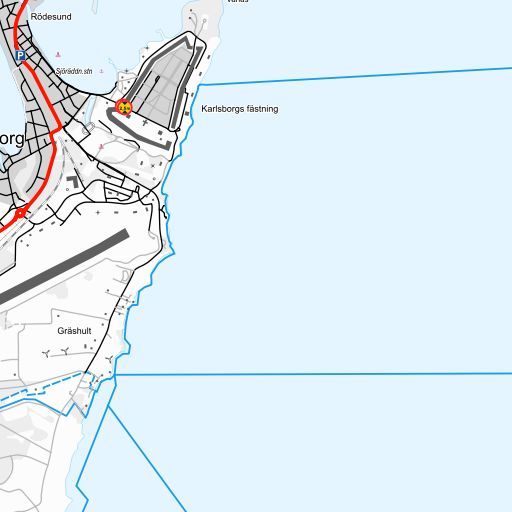 Rödesund
Sjöräddn.stn
Karlsborgs fästning
org
Gräshult